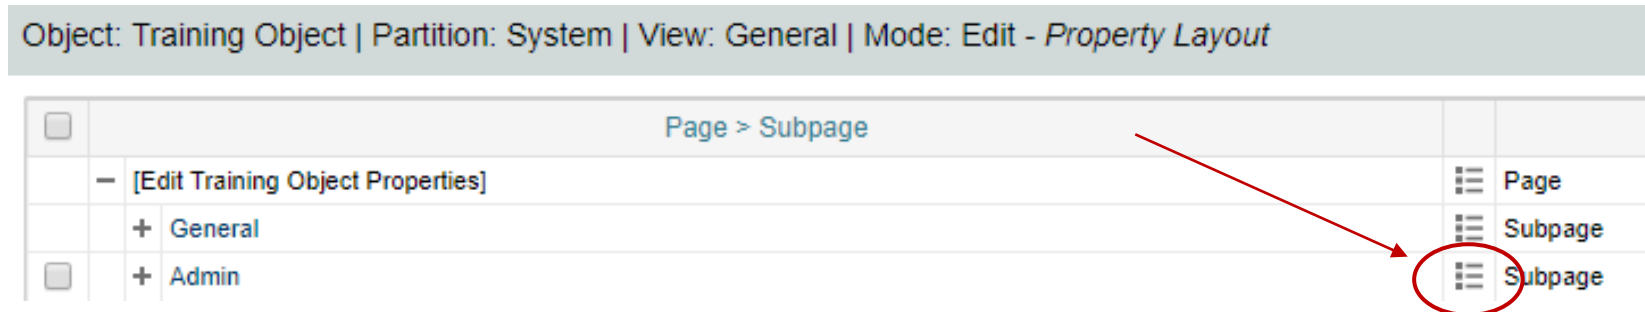 Object: Training Object | Partition: System | View: General | Mode: Edit - Property Layout
Page > Subpage
[Edit Training Object Properties] Page
General Subpage
Admin Subpage